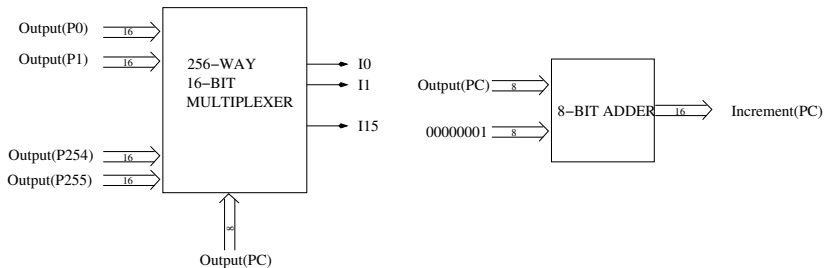 Output(P0)
16
Output(P1)
16
256-WAY
16-BIT
MULTIPLEXER
I0
I1
I15
Output(P254)
16
Output(P255)
16
8
Output(PC)
Output(PC)
8
00000001
8
8-BIT ADDER
16
Increment(PC)